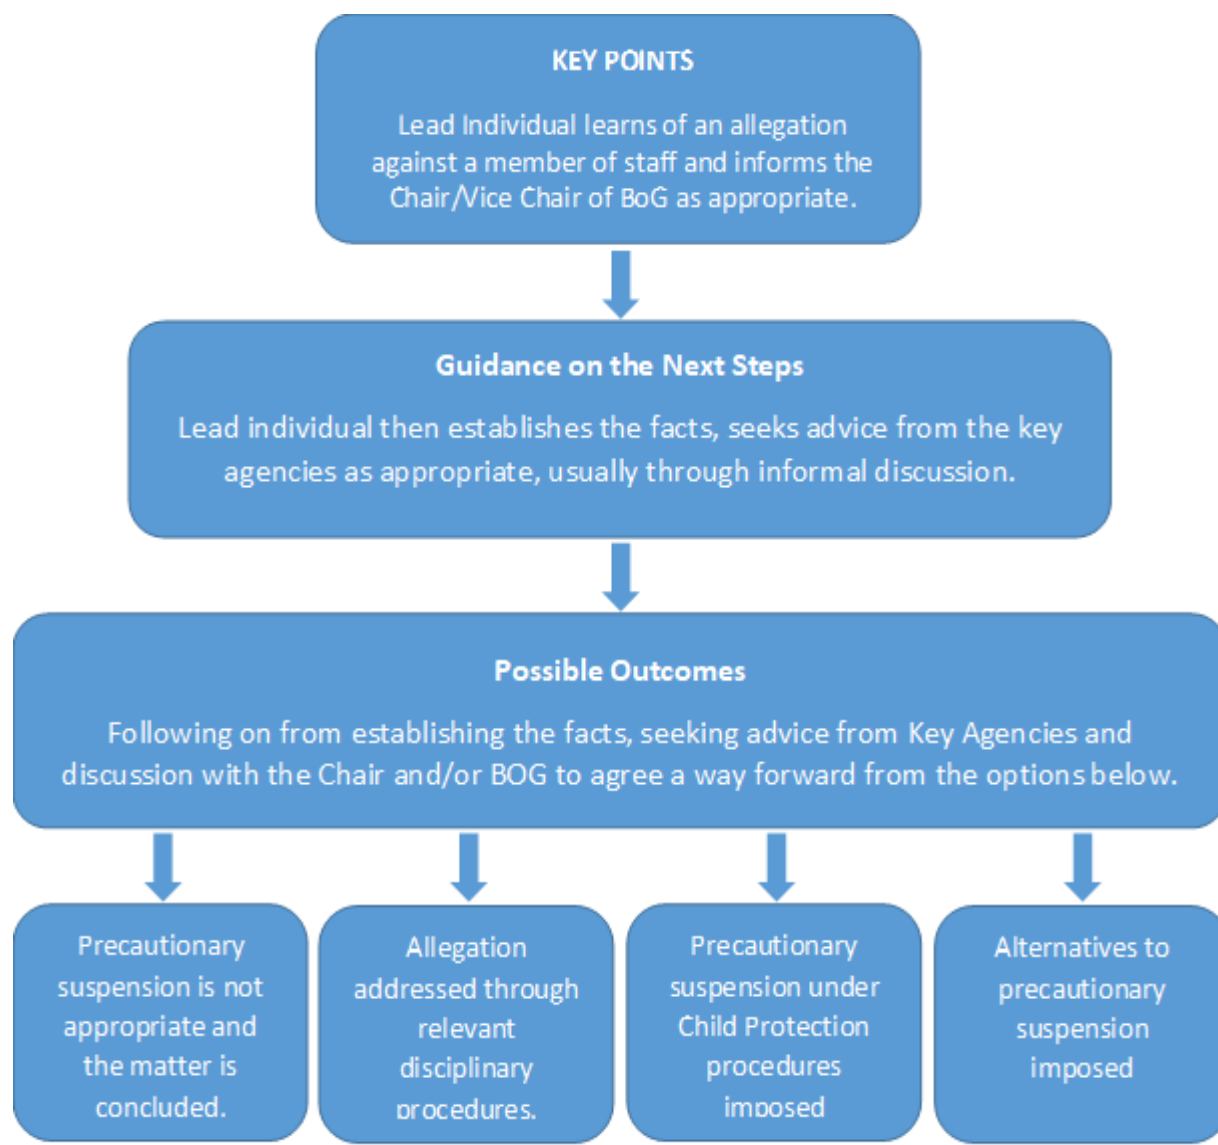 KEY POINTS
Lead Individual learns of an allegation
against a member of staff and informs the
Chair/Vice Chair of BoG as appropriate.
Guidance on the Next Steps
Lead individual then establishes the facts, seeks advice from the key
agencies as appropriate, usually through informal discussion.
Possible Outcomes
Following on from establishing the facts, seeking advice from Key Agencies and
discussion with the Chair and/or BOG to agree a way forward from the options below.
Precautionary
suspension is not
appropriate and
the matter is
concluded.
Allegation
addressed through
relevant
disciplinary
procedures.
Precautionary
suspension under
Child Protection
procedures
imposed
Alternatives to
precautionary
suspension
imposed